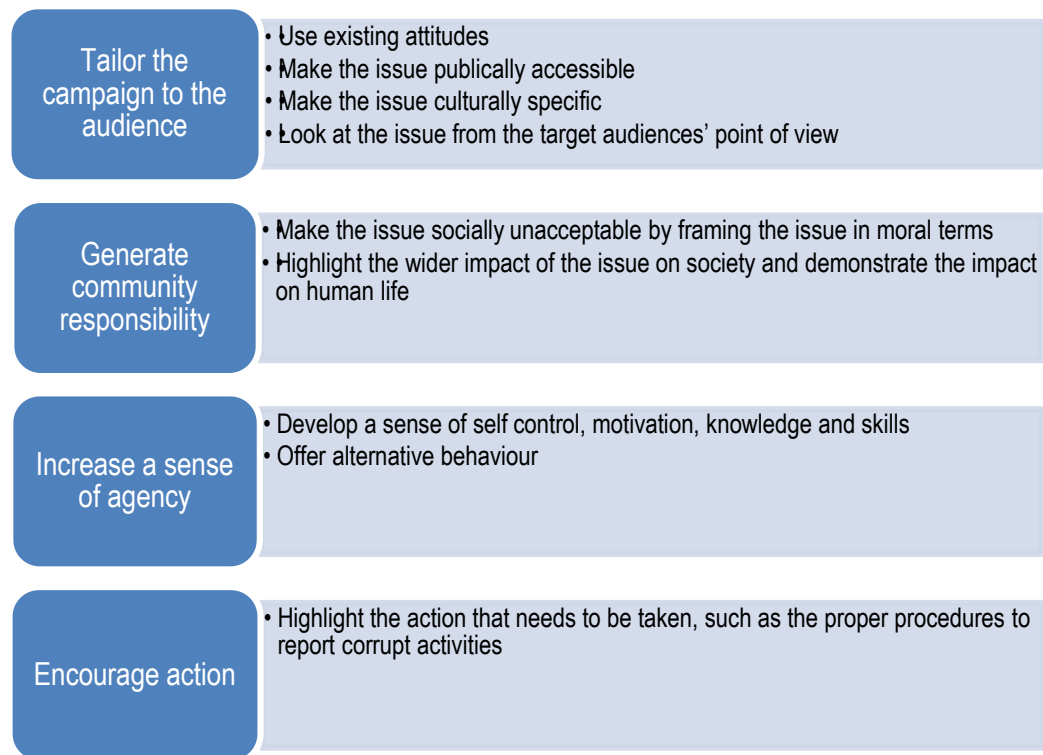 Tailor the
campaign to the
audience
• Use existing attitudes
• Make the issue publically accessible
• Make the issue culturally specific
• Look at the issue from the target audiences' point of view
Generate
community
responsibility
• Make the issue socially unacceptable by framing the issue in moral terms
• Highlight the wider impact of the issue on society and demonstrate the impact
on human life
Increase a sense
of agency
• Develop a sense of self control, motivation, knowledge and skills
• Offer alternative behaviour
Encourage action
• Highlight the action that needs to be taken, such as the proper procedures to
report corrupt activities